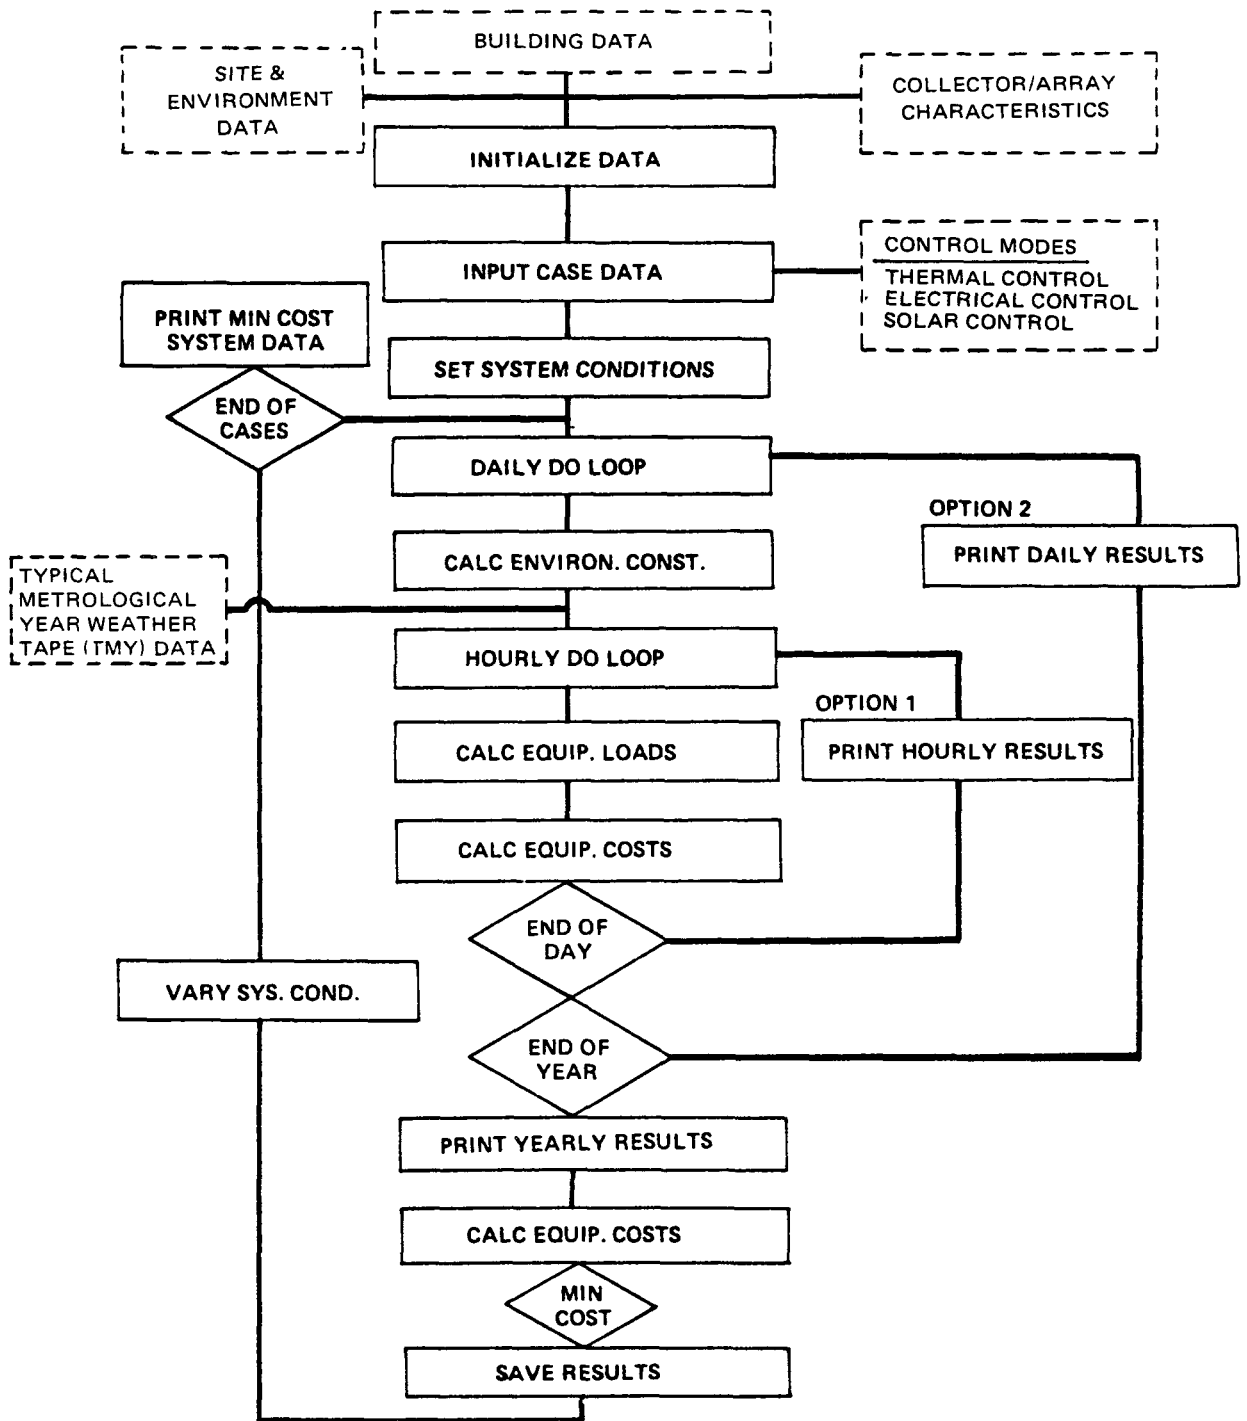 BUILDING DATA
SITE &
ENVIRONMENT
DATA
COLLECTOR/ARRAY
CHARACTERISTICS
INITIALIZE DATA
INPUT CASE DATA
CONTROL MODES
THERMAL CONTROL
ELECTRICAL CONTROL
SOLAR CONTROL
PRINT MIN COST
SYSTEM DATA
SET SYSTEM CONDITIONS
END OF
CASES
DAILY DO LOOP
OPTION 2
PRINT DAILY RESULTS
CALC ENVIRON. CONST.
TYPICAL
METROLOGICAL
YEAR WEATHER
TAPE (TMY) DATA
HOURLY DO LOOP
OPTION 1
PRINT HOURLY RESULTS
CALC EQUIP. LOADS
CALC EQUIP. COSTS
END OF
DAY
VARY SYS. COND.
END OF
YEAR
PRINT YEARLY RESULTS
CALC EQUIP. COSTS
MIN
COST
SAVE RESULTS